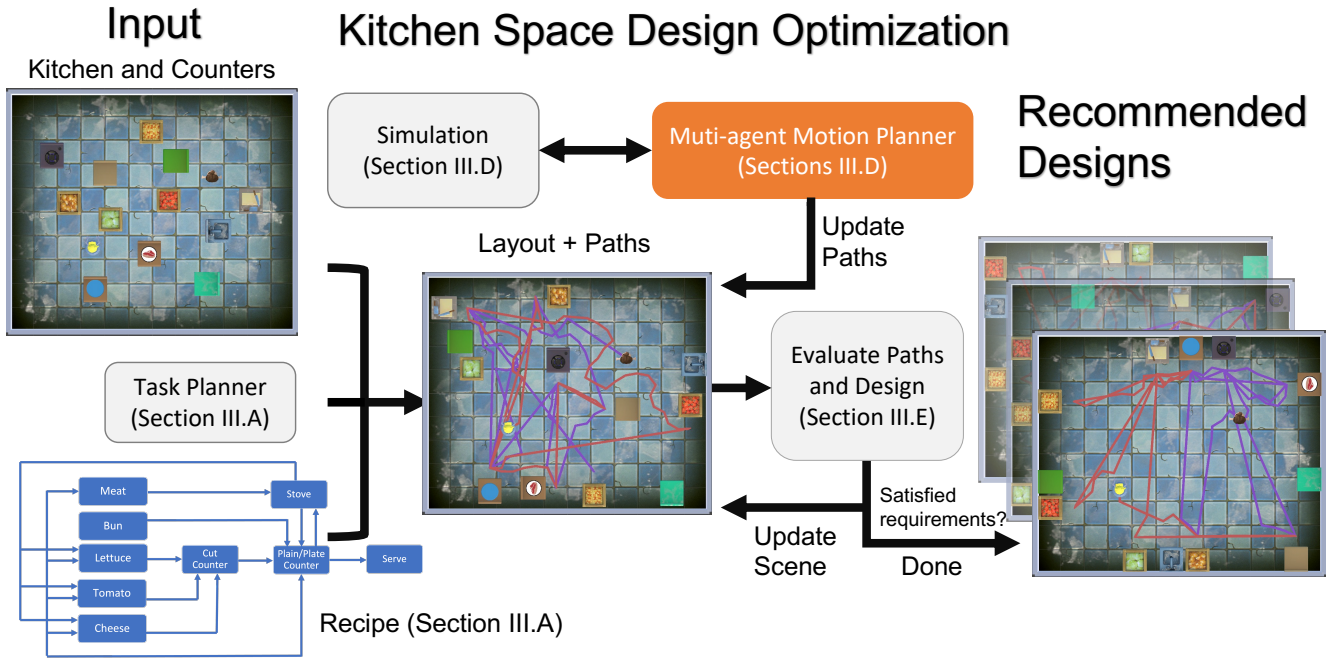 Input
Kitchen Space Design Optimization
Kitchen and Counters
Simulation
(Section III.D)
Muti-agent Motion Planner
(Sections III.D)
Recommended
Designs
Update
Paths
Layout + Paths
Task Planner
(Section III.A)
Evaluate Paths
and Design
(Section III.E)
Satisfied
requirements?
Update
Scene
Done
Meat
Stove
Bun
Lettuce
Cut
Counter
Plain/Plate
Counter
Serve
Tomato
Cheese
Recipe (Section III.A)